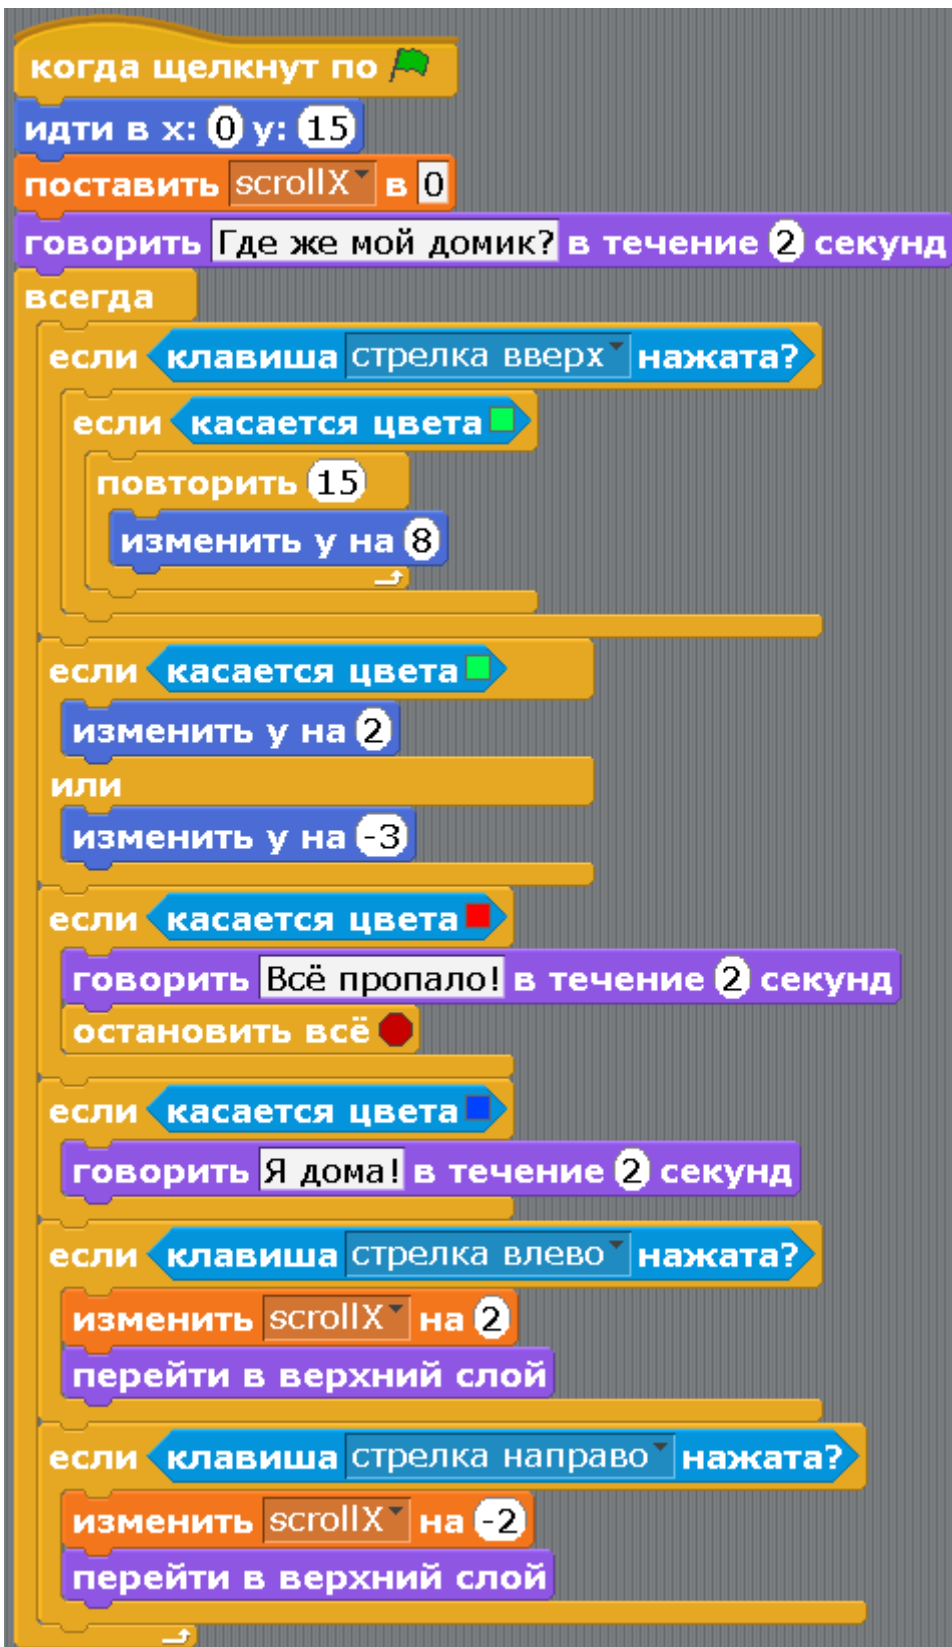 когда щелкнут по
идти в x: 0 у: 15
поставить scrollX в 0
говорить Где же мой домик? в течение 2 секунд
всегда
если клавиша стрелка вверх нажата?
если касается цвета
повторить 15
изменить у на 8
если касается цвета
изменить у на 2
или
изменить у на -3
если касается цвета
говорить Всё пропало! в течение 2 секунд
остановить всё
если касается цвета
говорить Я дома! в течение 2 секунд
если клавиша стрелка влево нажата?
изменить scrollX на 2
перейти в верхний слой
если клавиша стрелка направо нажата?
изменить scrollX на -2
перейти в верхний слой